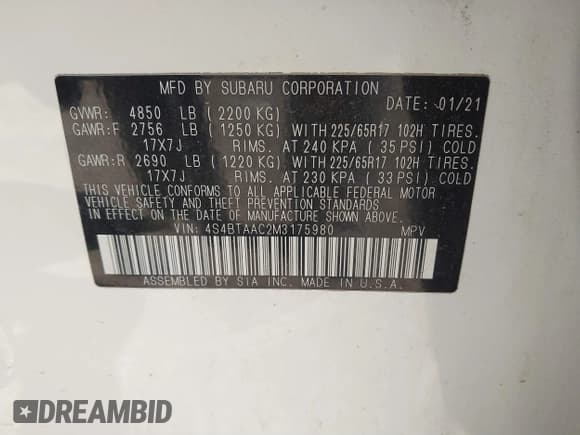 MFD BY SUBARU CORPORATION
DATE: 01/21
GVWR: 4850 LB (2200 KG)
GAWR:F 2756 LB (1250 KG) WITH 225/65R17 102H TIRES.
17X7J RIMS. AT 240 KPA (35 PSI) COLD
GAWR:R 2690 LB (1220 KG) WITH 225/65R17 102H TIRES.
17X7J RIMS. AT 230 KPA (33 PSI) COLD
THIS VEHICLE CONFORMS TO ALL APPLICABLE FEDERAL MOTOR
VEHICLE SAFETY AND THEFT PREVENTION STANDARDS
IN EFFECT ON THE DATE OF MANUFACTURE SHOWN ABOVE.
VIN: 4S4BTAAC2M3175980 MPV
ASSEMBLED BY SIA INC. MADE IN U.S.A.
DREAMBID